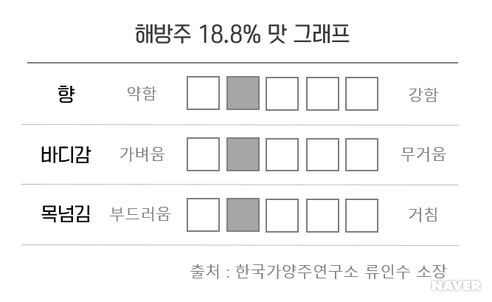 해방주 18.8% 맛 그래프
향 약함 강함
바디감 가벼움 무거움
목넘김 부드러움 거침
출처 : 한국가양주연구소 류인수 소장
NAVER